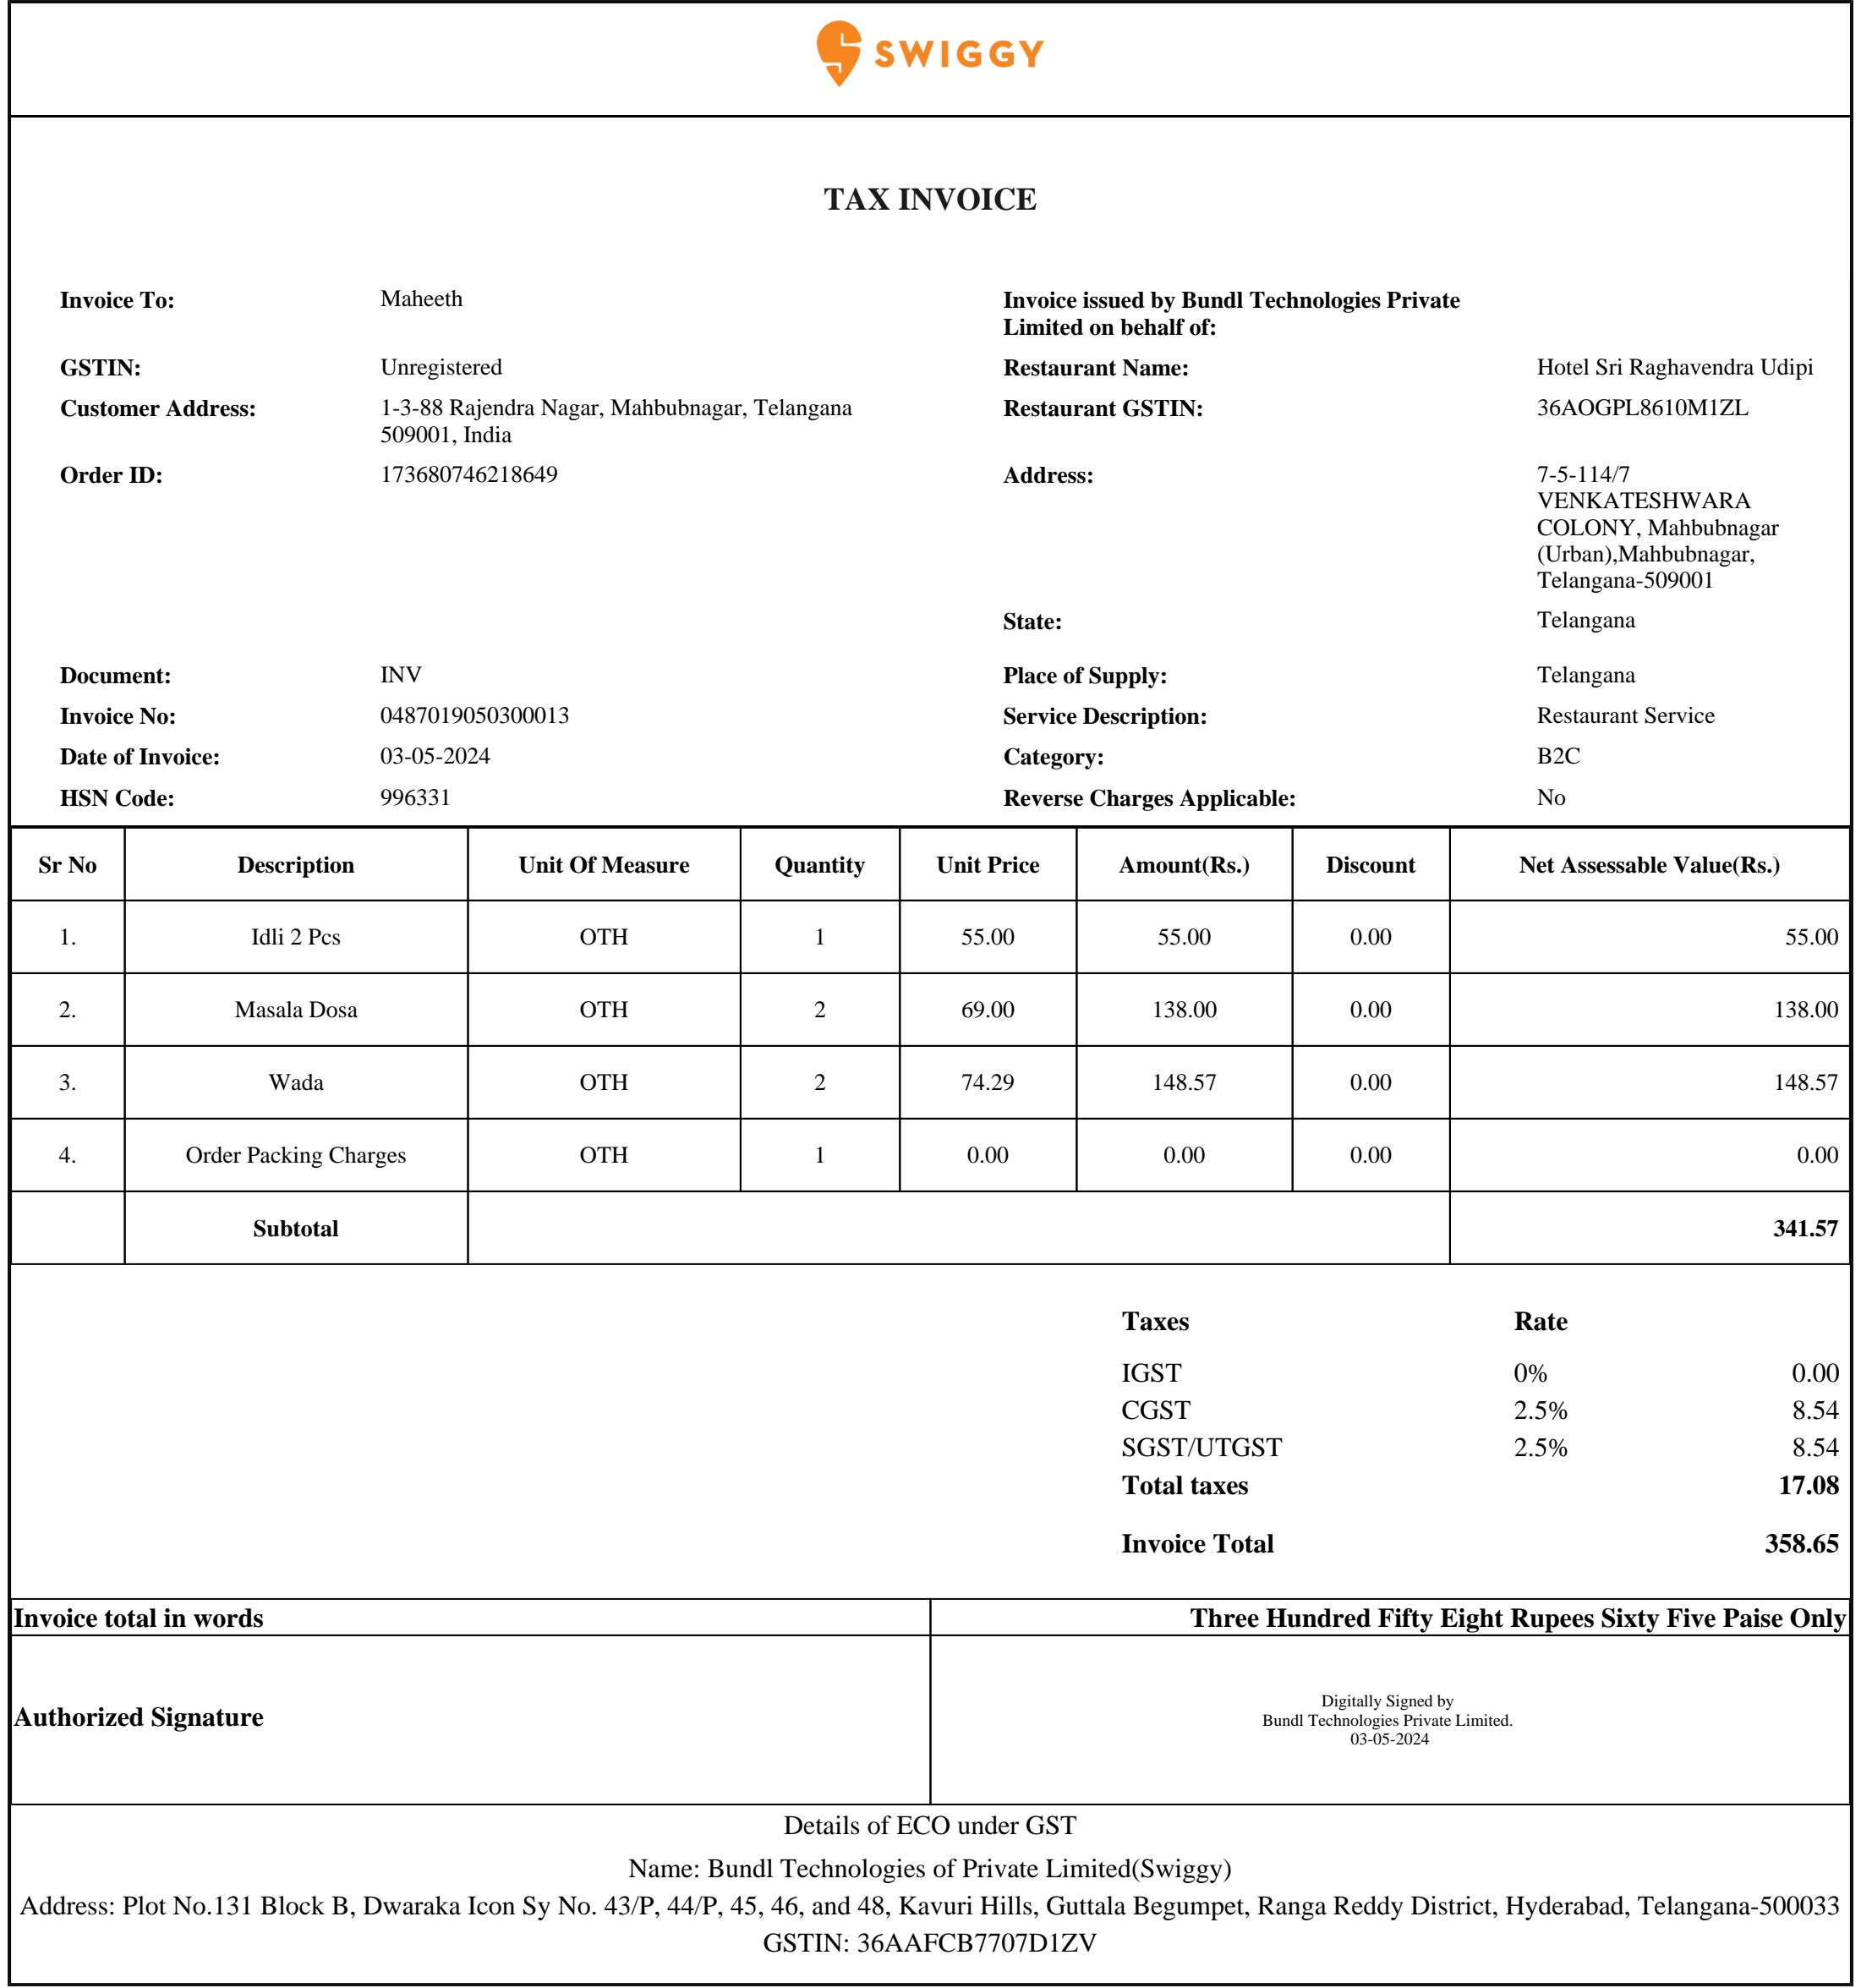 SWIGGY
TAX INVOICE
Invoice To: Maheeth Invoice issued by Bundl Technologies Private
Limited on behalf of:
GSTIN: Unregistered Restaurant Name: Hotel Sri Raghavendra Udipi
Customer Address: 1-3-88 Rajendra Nagar, Mahbubnagar, Telangana Restaurant GSTIN: 36AOGPL8610M1ZL
509001, India
Order ID: 173680746218649 Address: 7-5-114/7
VENKATESHWARA
COLONY, Mahbubnagar
(Urban),Mahbubnagar,
Telangana-509001
State: Telangana
Document: INV Place of Supply: Telangana
Invoice No: 0487019050300013 Service Description: Restaurant Service
Date of Invoice: 03-05-2024 Category: B2C
HSN Code: 996331 Reverse Charges Applicable: No
Sr No Description Unit Of Measure Quantity Unit Price Amount(Rs.) Discount Net Assessable Value(Rs.)
1. Idli 2 Pcs OTH 1 55.00 55.00 0.00 55.00
2. Masala Dosa OTH 2 69.00 138.00 0.00 138.00
3. Wada OTH 2 74.29 148.57 0.00 148.57
4. Order Packing Charges OTH 1 0.00 0.00 0.00 0.00
Subtotal 341.57
Taxes Rate
IGST 0% 0.00
CGST 2.5% 8.54
SGST/UTGST 2.5% 8.54
Total taxes 17.08
Invoice Total 358.65
Invoice total in words Three Hundred Fifty Eight Rupees Sixty Five Paise Only
Authorized Signature
Digitally Signed by
Bundl Technologies Private Limited.
03-05-2024
Details of ECO under GST
Name: Bundl Technologies of Private Limited(Swiggy)
Address: Plot No.131 Block B, Dwaraka Icon Sy No. 43/P, 44/P, 45, 46, and 48, Kavuri Hills, Guttala Begumpet, Ranga Reddy District, Hyderabad, Telangana-500033
GSTIN: 36AAFCB7707D1ZV